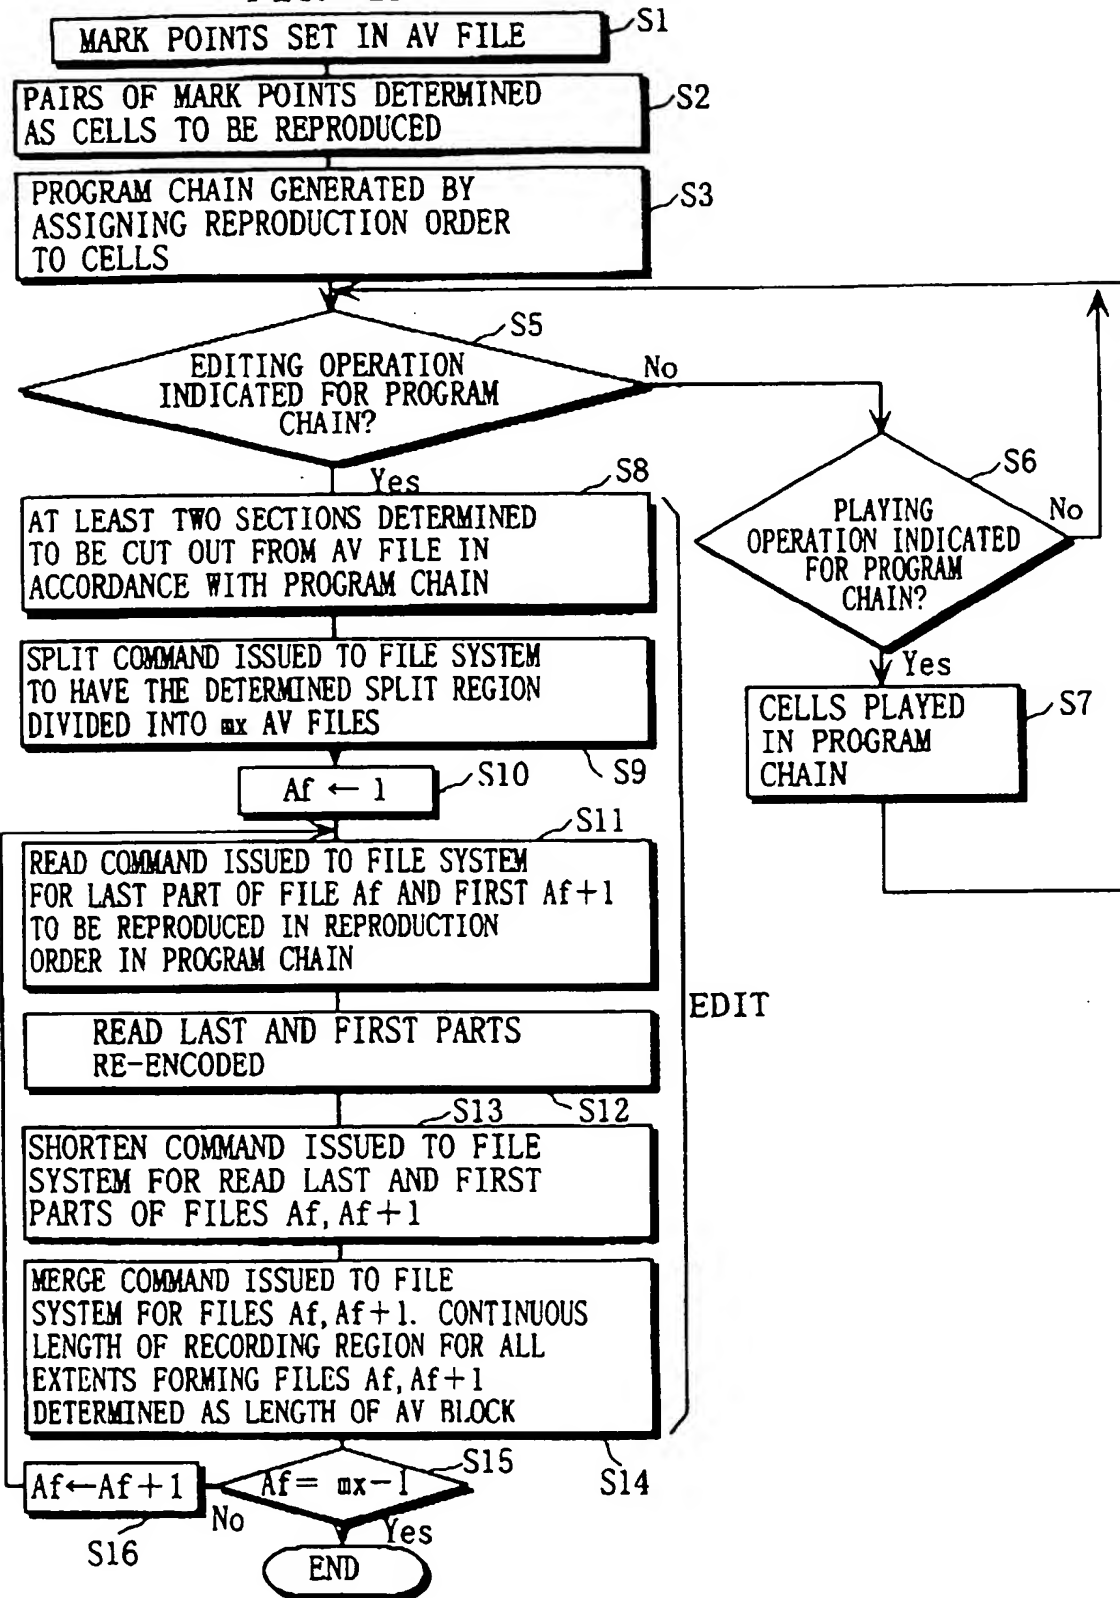 MARK POINTS SET IN AV FILE
S1
PAIRS OF MARK POINTS DETERMINED
AS CELLS TO BE REPRODUCED
S2
PROGRAM CHAIN GENERATED BY
ASSIGNING REPRODUCTION ORDER
TO CELLS
S3
S5
EDITING OPERATION
INDICATED FOR PROGRAM
CHAIN?
No
Yes
S6
PLAYING
OPERATION INDICATED
FOR PROGRAM
CHAIN?
No
Yes
S7
CELLS PLAYED
IN PROGRAM
CHAIN
S8
AT LEAST TWO SECTIONS DETERMINED
TO BE CUT OUT FROM AV FILE IN
ACCORDANCE WITH PROGRAM CHAIN
SPLIT COMMAND ISSUED TO FILE SYSTEM
TO HAVE THE DETERMINED SPLIT REGION
DIVIDED INTO mx AV FILES
S9
Af ← 1
S10
S11
READ COMMAND ISSUED TO FILE SYSTEM
FOR LAST PART OF FILE Af AND FIRST Af+1
TO BE REPRODUCED IN REPRODUCTION
ORDER IN PROGRAM CHAIN
EDIT
READ LAST AND FIRST PARTS
RE-ENCODED
S12
S13
SHORTEN COMMAND ISSUED TO FILE
SYSTEM FOR READ LAST AND FIRST
PARTS OF FILES Af, Af+1
MERGE COMMAND ISSUED TO FILE
SYSTEM FOR FILES Af, Af+1. CONTINUOUS
LENGTH OF RECORDING REGION FOR ALL
EXTENTS FORMING FILES Af, Af+1
DETERMINED AS LENGTH OF AV BLOCK
S14
S15
Af= mx-1
No
Yes
Af←Af+1
S16
END